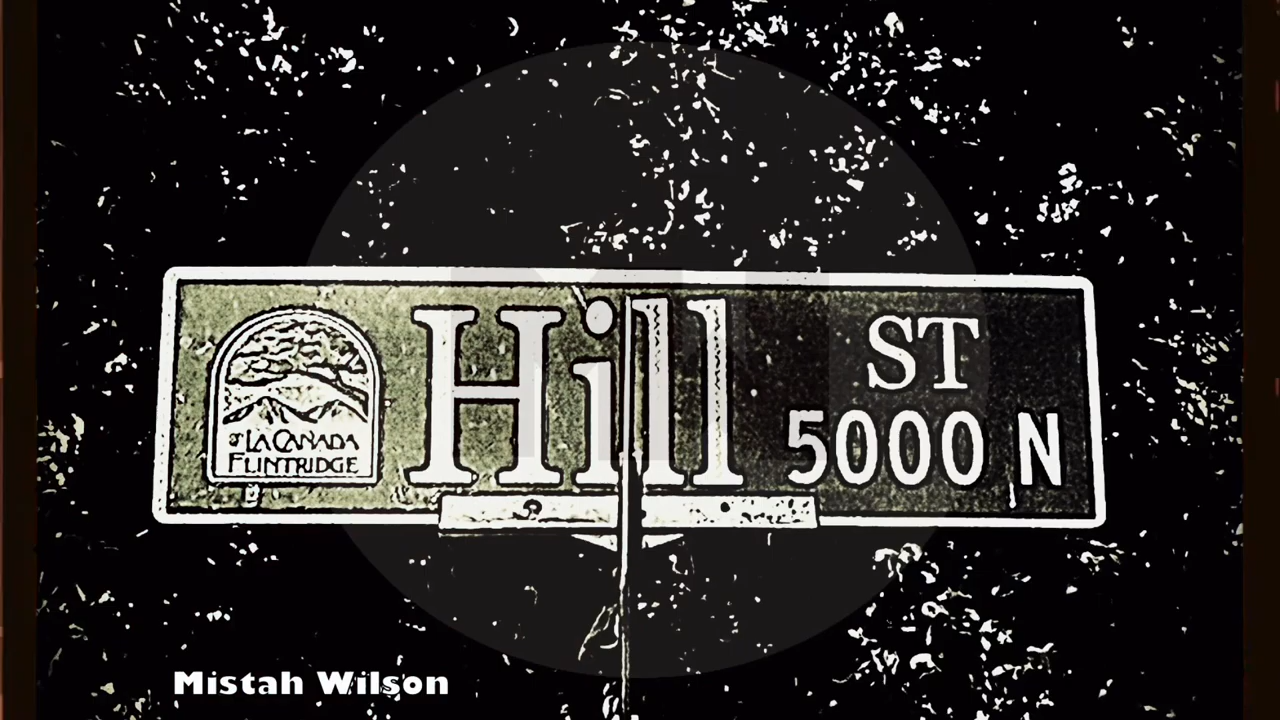 Hill ST
5000 N
LA CANADA
FLINTRIDGE
Mistah Wilson